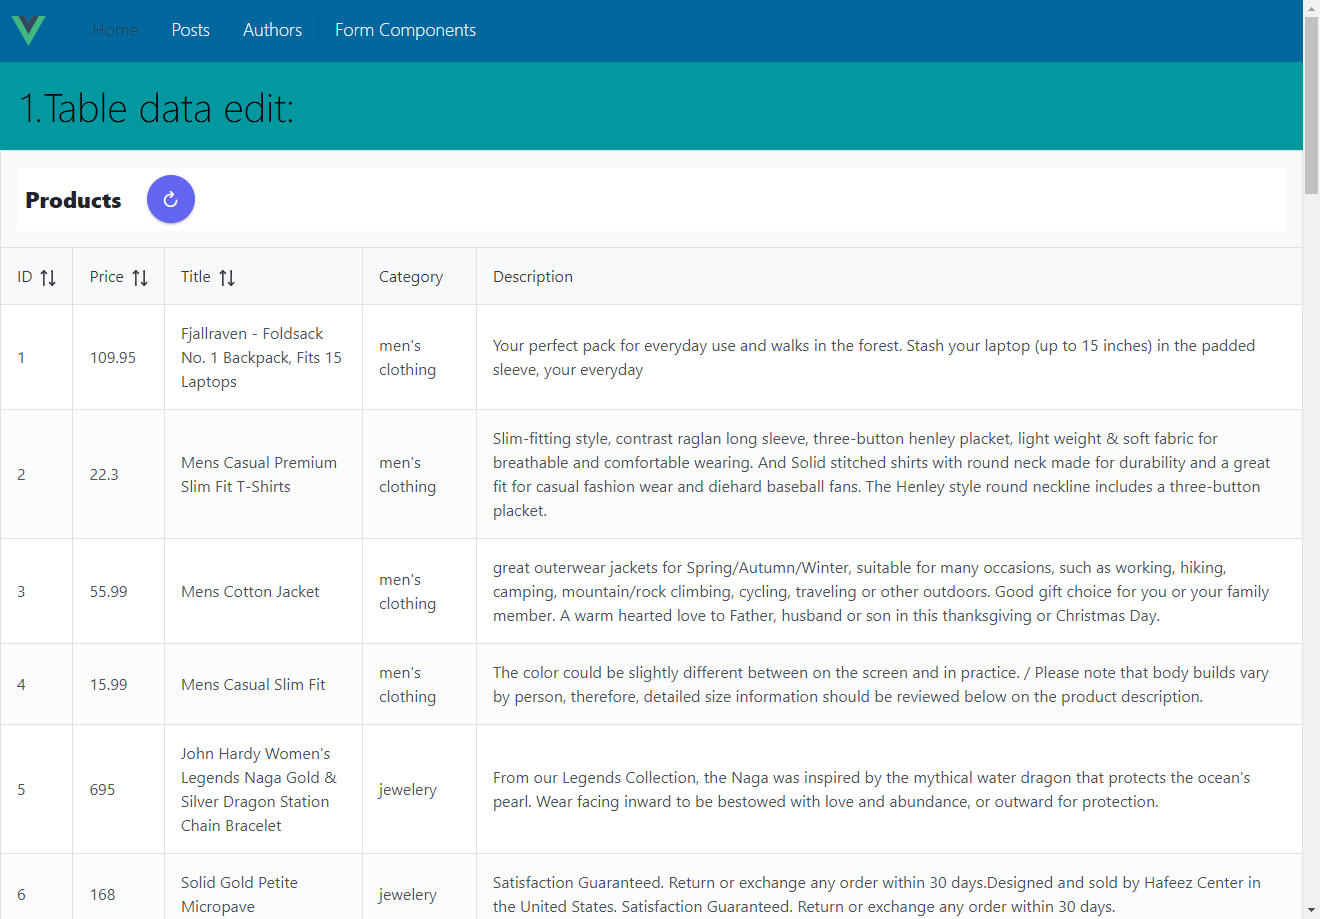 Home Posts Authors Form Components
1.Table data edit:
Products
ID Price Title Category Description
1 109.95
Fjallraven - Foldsack
No. 1 Backpack, Fits 15
Laptops
men's
clothing
Your perfect pack for everyday use and walks in the forest. Stash your laptop (up to 15 inches) in the padded
sleeve, your everyday
2 22.3
Mens Casual Premium
Slim Fit T-Shirts
men's
clothing
Slim-fitting style, contrast raglan long sleeve, three-button henley placket, light weight & soft fabric for
breathable and comfortable wearing. And Solid stitched shirts with round neck made for durability and a great
fit for casual fashion wear and diehard baseball fans. The Henley style round neckline includes a three-button
placket.
3 55.99
Mens Cotton Jacket
men's
clothing
great outerwear jackets for Spring/Autumn/Winter, suitable for many occasions, such as working, hiking,
camping, mountain/rock climbing, cycling, traveling or other outdoors. Good gift choice for you or your family
member. A warm hearted love to Father, husband or son in this thanksgiving or Christmas Day.
4 15.99
Mens Casual Slim Fit
men's
clothing
The color could be slightly different between on the screen and in practice. / Please note that body builds vary
by person, therefore, detailed size information should be reviewed below on the product description.
5 695
John Hardy Women's
Legends Naga Gold &
Silver Dragon Station
Chain Bracelet
jewelery
From our Legends Collection, the Naga was inspired by the mythical water dragon that protects the ocean's
pearl. Wear facing inward to be bestowed with love and abundance, or outward for protection.
6 168
Solid Gold Petite
Micropave
jewelery
Satisfaction Guaranteed. Return or exchange any order within 30 days.Designed and sold by Hafeez Center in
the United States. Satisfaction Guaranteed. Return or exchange any order within 30 days.